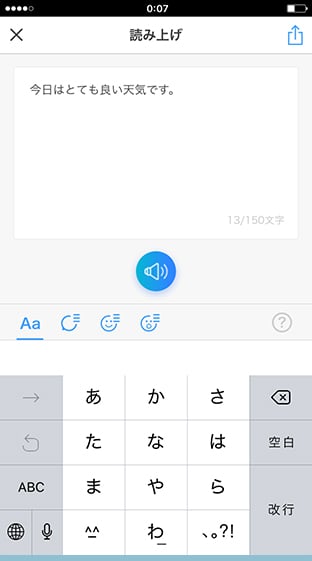 0:07
読み上げ
今日はとても良い天気です。
13/150文字
Aa
?
→ あ か さ
た な は 空白
ABC ま や ら 改行
^^ わ_ 、。?!